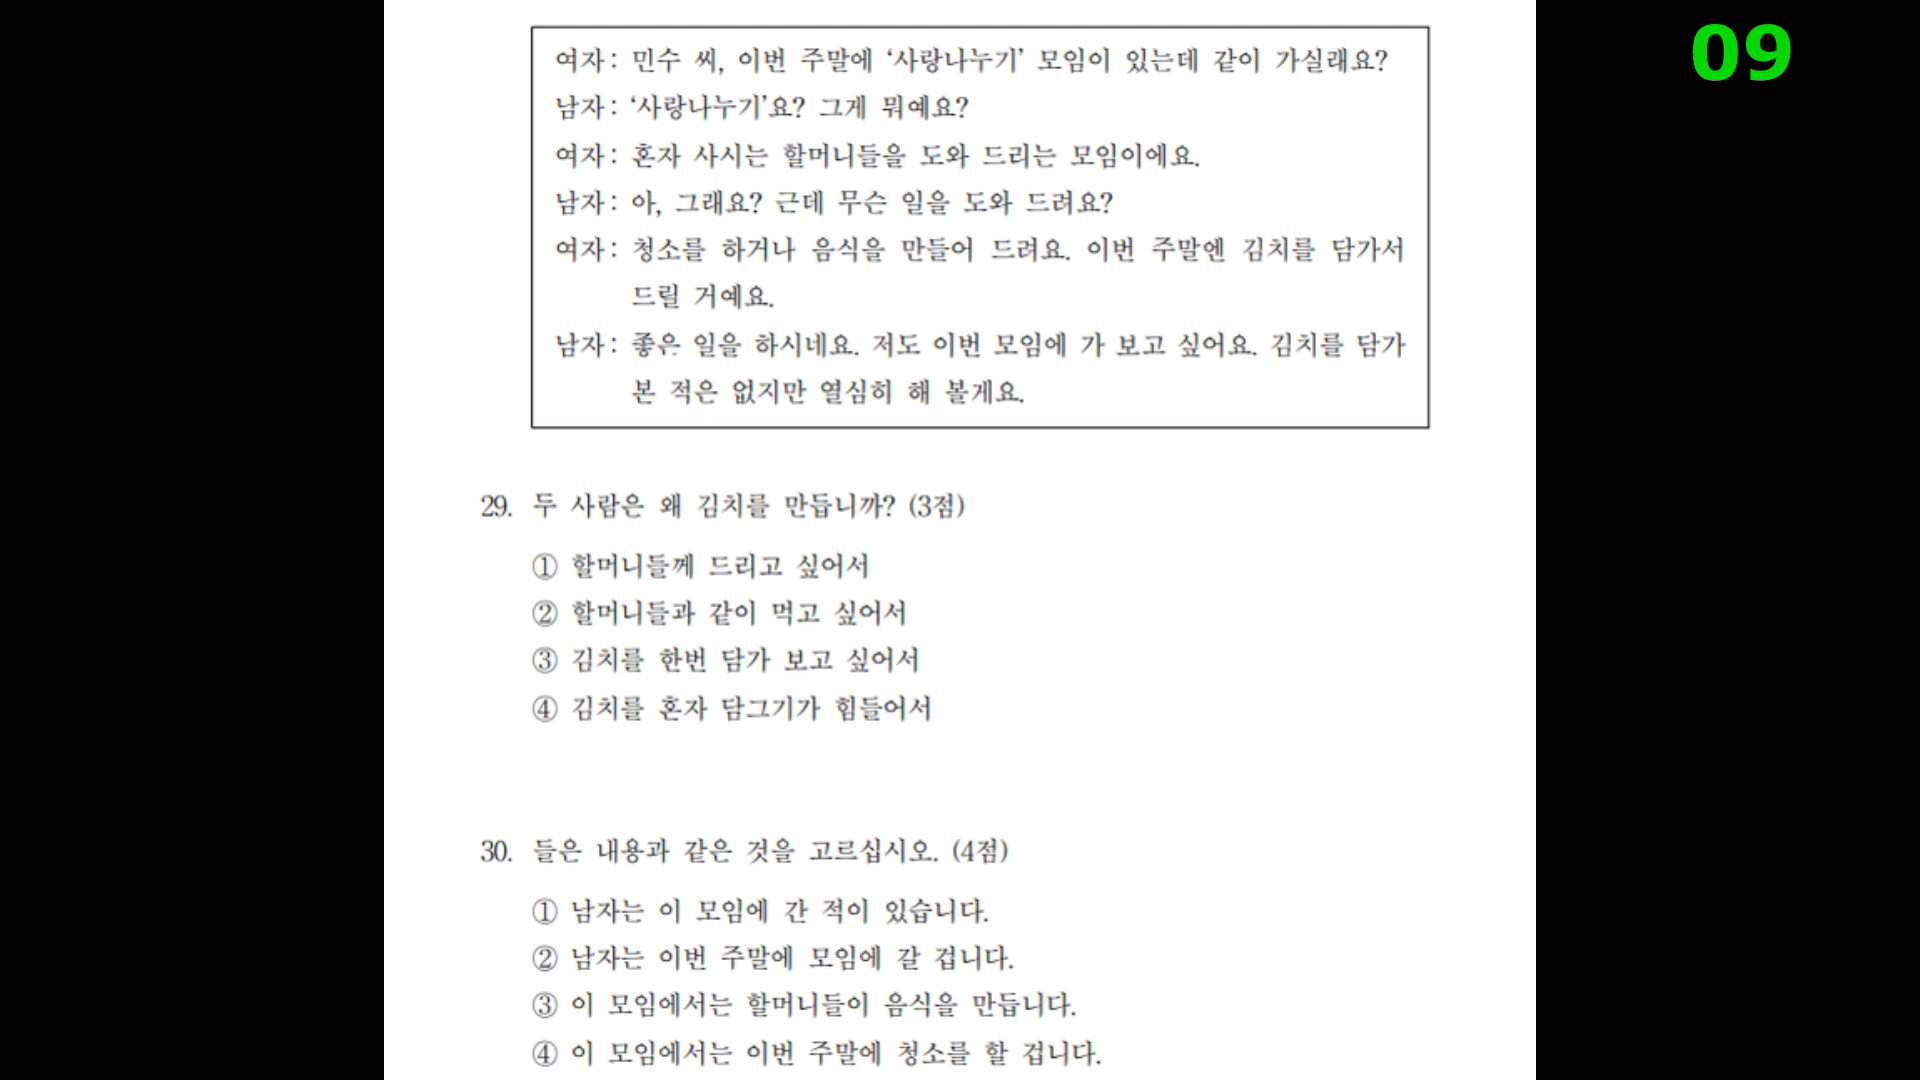 09
여자: 민수 씨, 이번 주말에 ‘사랑나누기’ 모임이 있는데 같이 가실래요?
남자: ‘사랑나누기’요? 그게 뭐예요?
여자: 혼자 사시는 할머니들을 도와 드리는 모임이에요.
남자: 아, 그래요? 근데 무슨 일을 도와 드려요?
여자: 청소를 하거나 음식을 만들어 드려요. 이번 주말엔 김치를 담가서
드릴 거예요.
남자: 좋은 일을 하시네요. 저도 이번 모임에 가 보고 싶어요. 김치를 담가
본 적은 없지만 열심히 해 볼게요.
29. 두 사람은 왜 김치를 만듭니까? (3점)
① 할머니들께 드리고 싶어서
② 할머니들과 같이 먹고 싶어서
③ 김치를 한번 담가 보고 싶어서
④ 김치를 혼자 담그기가 힘들어서
30. 들은 내용과 같은 것을 고르십시오. (4점)
① 남자는 이 모임에 간 적이 있습니다.
② 남자는 이번 주말에 모임에 갈 겁니다.
③ 이 모임에서는 할머니들이 음식을 만듭니다.
④ 이 모임에서는 이번 주말에 청소를 할 겁니다.